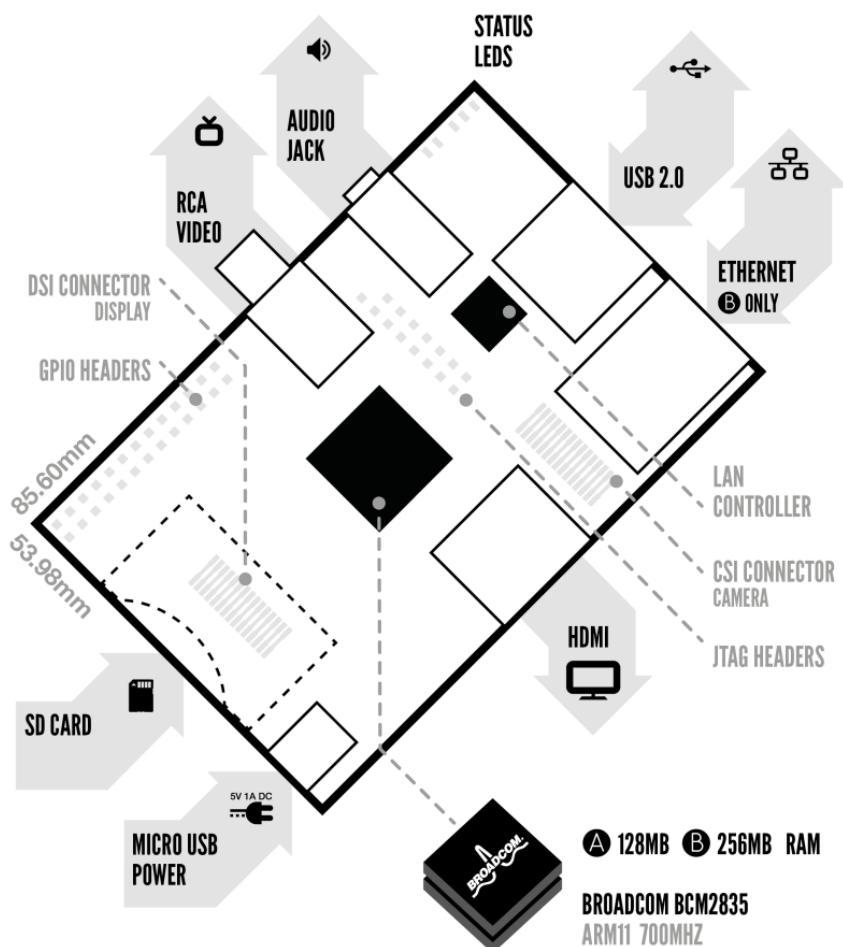 STATUS
LEDS
AUDIO
JACK
RCA
VIDEO
USB 2.0
ETHERNET
B ONLY
DSI CONNECTOR
DISPLAY
GPIO HEADERS
85.60mm
53.98mm
LAN
CONTROLLER
CSI CONNECTOR
CAMERA
JTAG HEADERS
HDMI
SD CARD
5V 1A DC
MICRO USB
POWER
BROADCOM.
A 128MB B 256MB RAM
BROADCOM BCM2835
ARM11 700MHZ